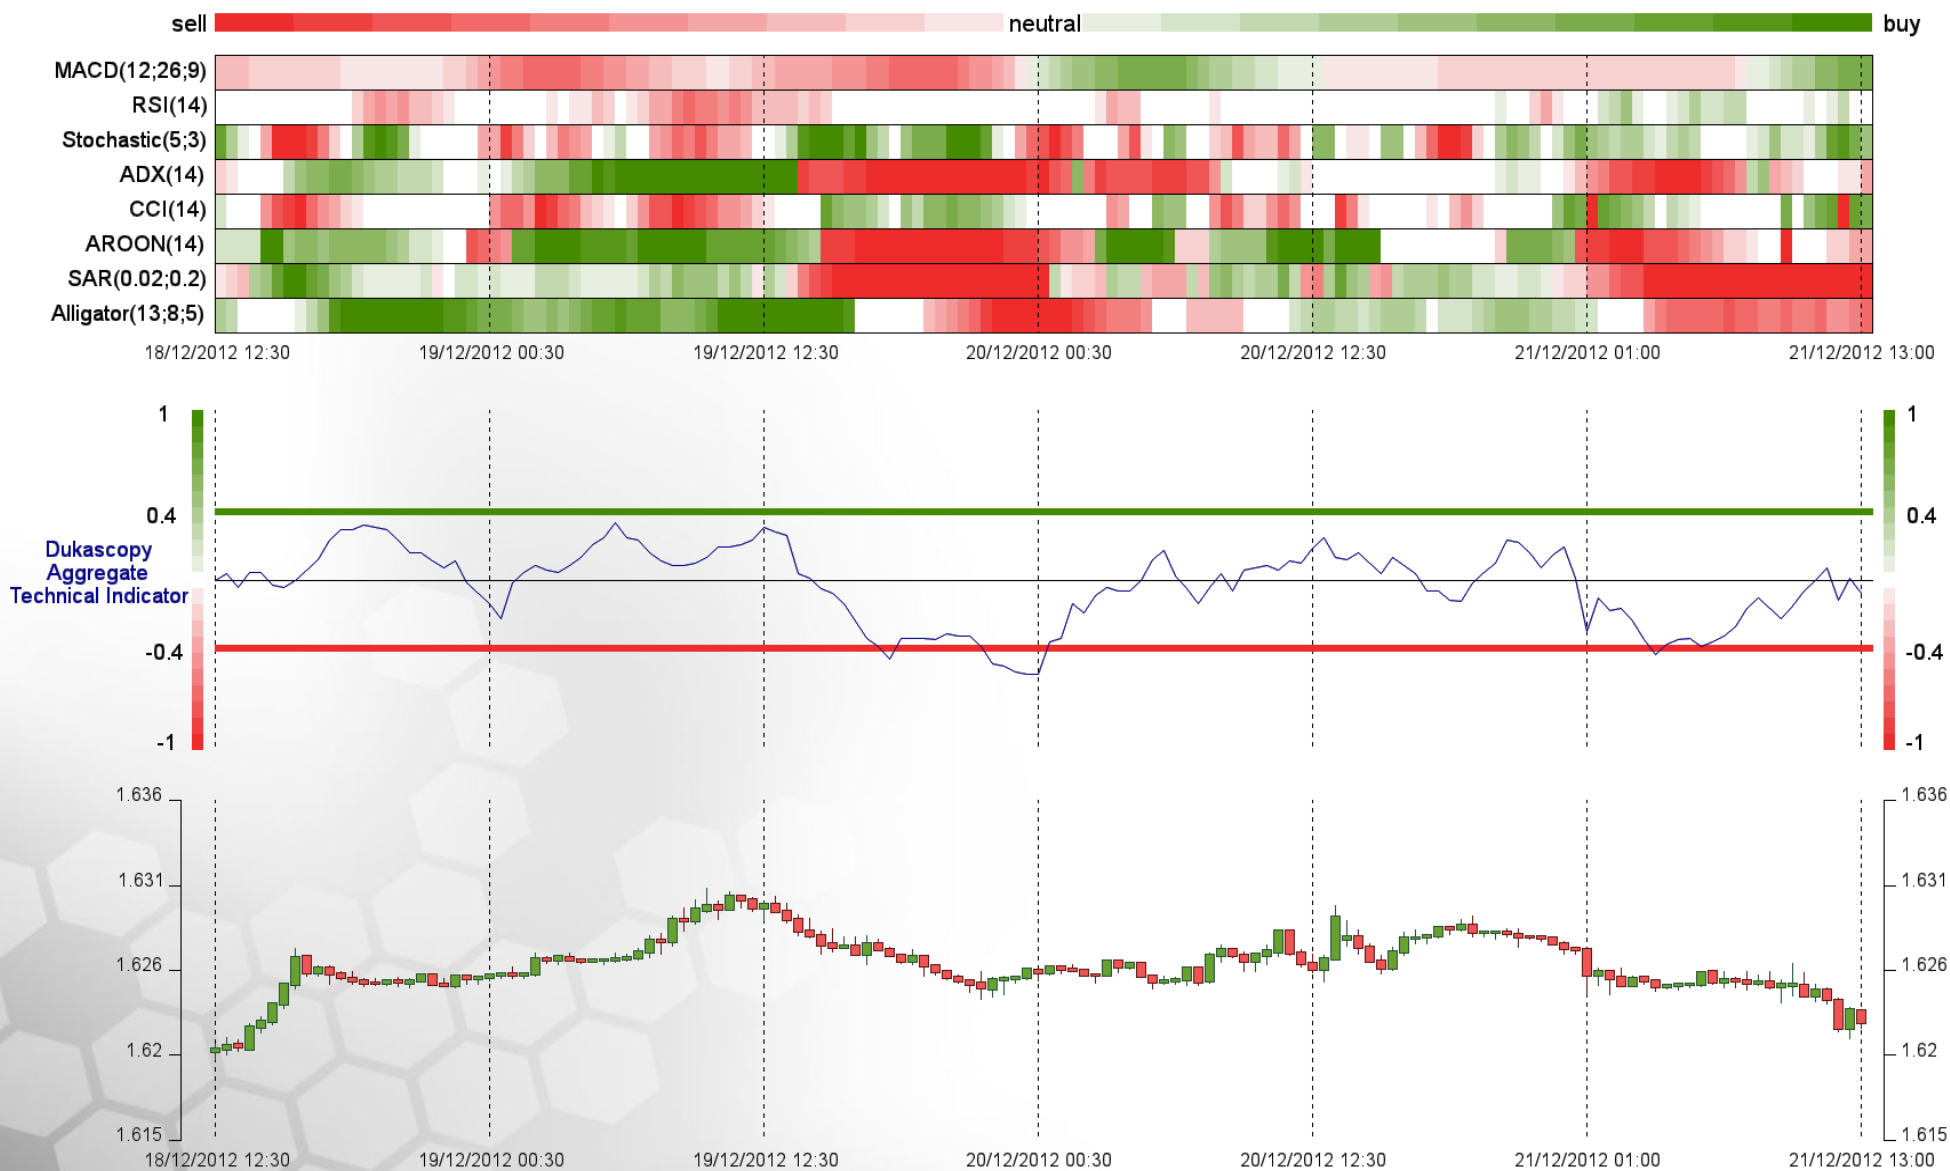 sell neutral buy
MACD(12;26;9)
RSI(14)
Stochastic(5;3)
ADX(14)
CCI(14)
AROON(14)
SAR(0.02;0.2)
Alligator(13;8;5)
18/12/2012 12:30 19/12/2012 00:30 19/12/2012 12:30 20/12/2012 00:30 20/12/2012 12:30 21/12/2012 01:00 21/12/2012 13:00
1 1
0.4 0.4
Dukascopy
Aggregate
Technical Indicator
-0.4 -0.4
-1 -1
1.636 1.636
1.631 1.631
1.626 1.626
1.62 1.62
1.615 1.615
18/12/2012 12:30 19/12/2012 00:30 19/12/2012 12:30 20/12/2012 00:30 20/12/2012 12:30 21/12/2012 01:00 21/12/2012 13:00